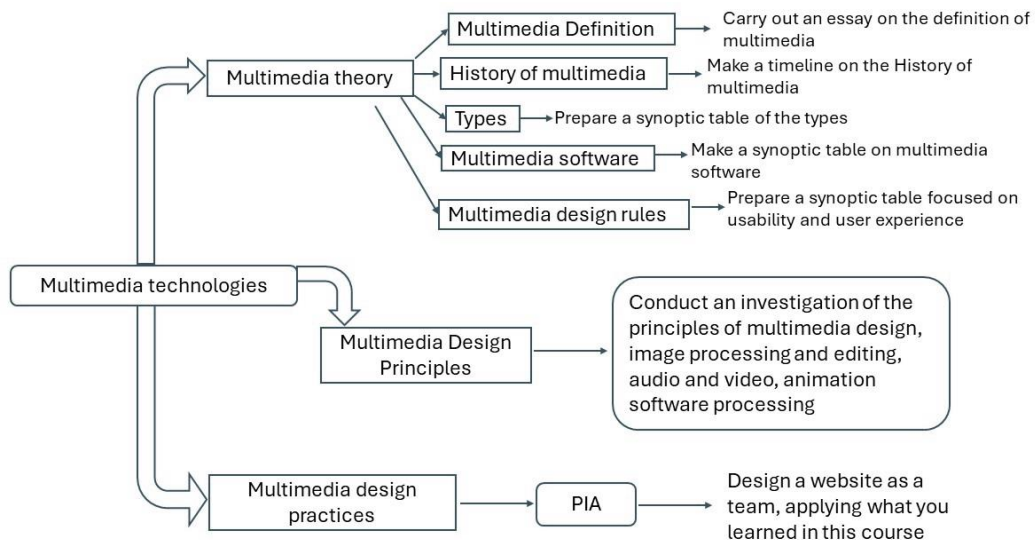 Multimedia Definition
Carry out an essay on the definition of
multimedia
Multimedia theory
History of multimedia
Make a timeline on the History of
multimedia
Types
Prepare a synoptic table of the types
Multimedia software
Make a synoptic table on multimedia
software
Multimedia design rules
Prepare a synoptic table focused on
usability and user experience
Multimedia technologies
Multimedia Design
Principles
Conduct an investigation of the
principles of multimedia design,
image processing and editing,
audio and video, animation
software processing
Multimedia design
practices
PIA
Design a website as a
team, applying what you
learned in this course